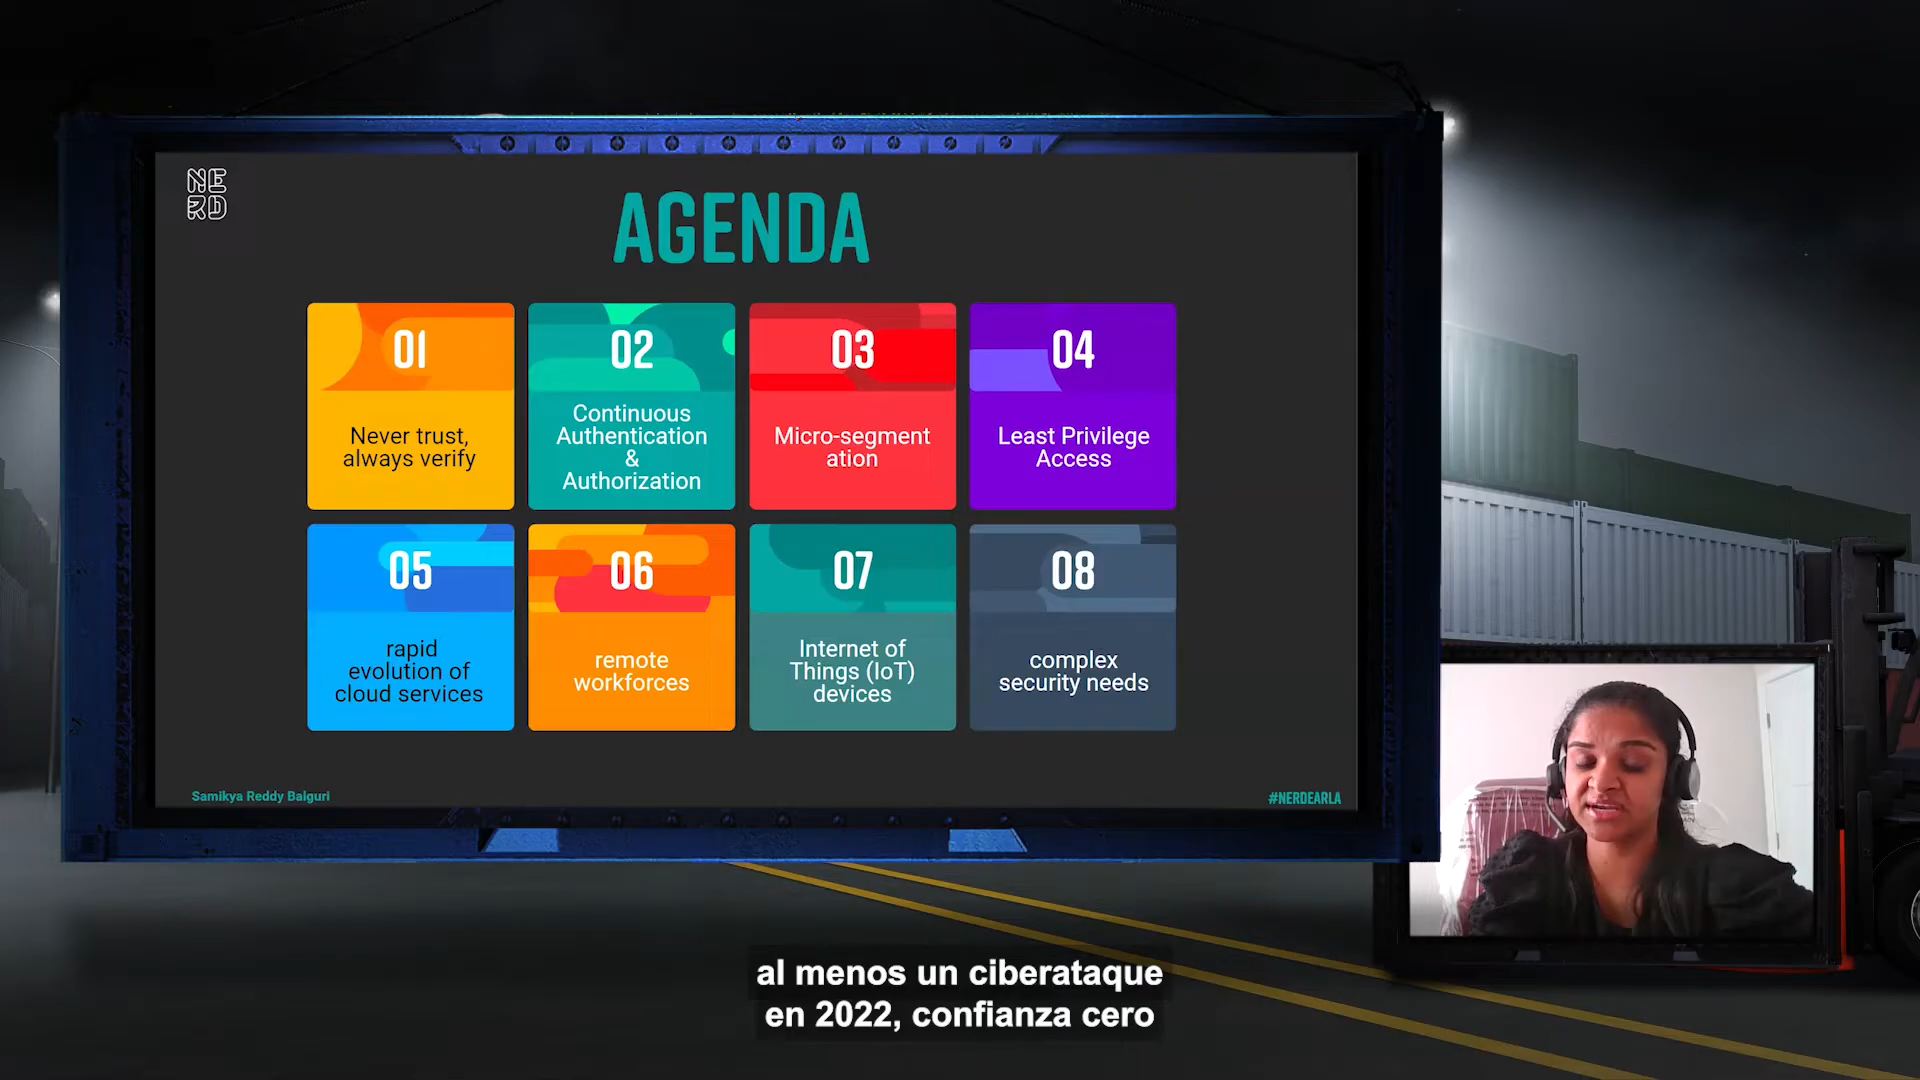 NE
RD
AGENDA
01
Never trust,
always verify
02
Continuous
Authentication
&
Authorization
03
Micro-segment
ation
04
Least Privilege
Access
05
rapid
evolution of
cloud services
06
remote
workforces
07
Internet of
Things (IoT)
devices
08
complex
security needs
Samikya Reddy Balguri
#NERDEARLA
al menos un ciberataque
en 2022, confianza cero